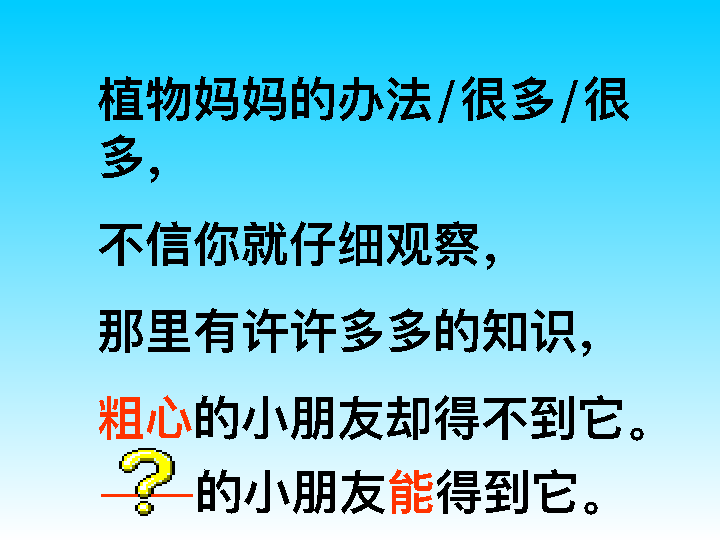 植物妈妈的办法/很多/很
多，
不信你就仔细观察，
那里有许许多多的知识，
粗心的小朋友却得不到它。
——的小朋友能得到它。